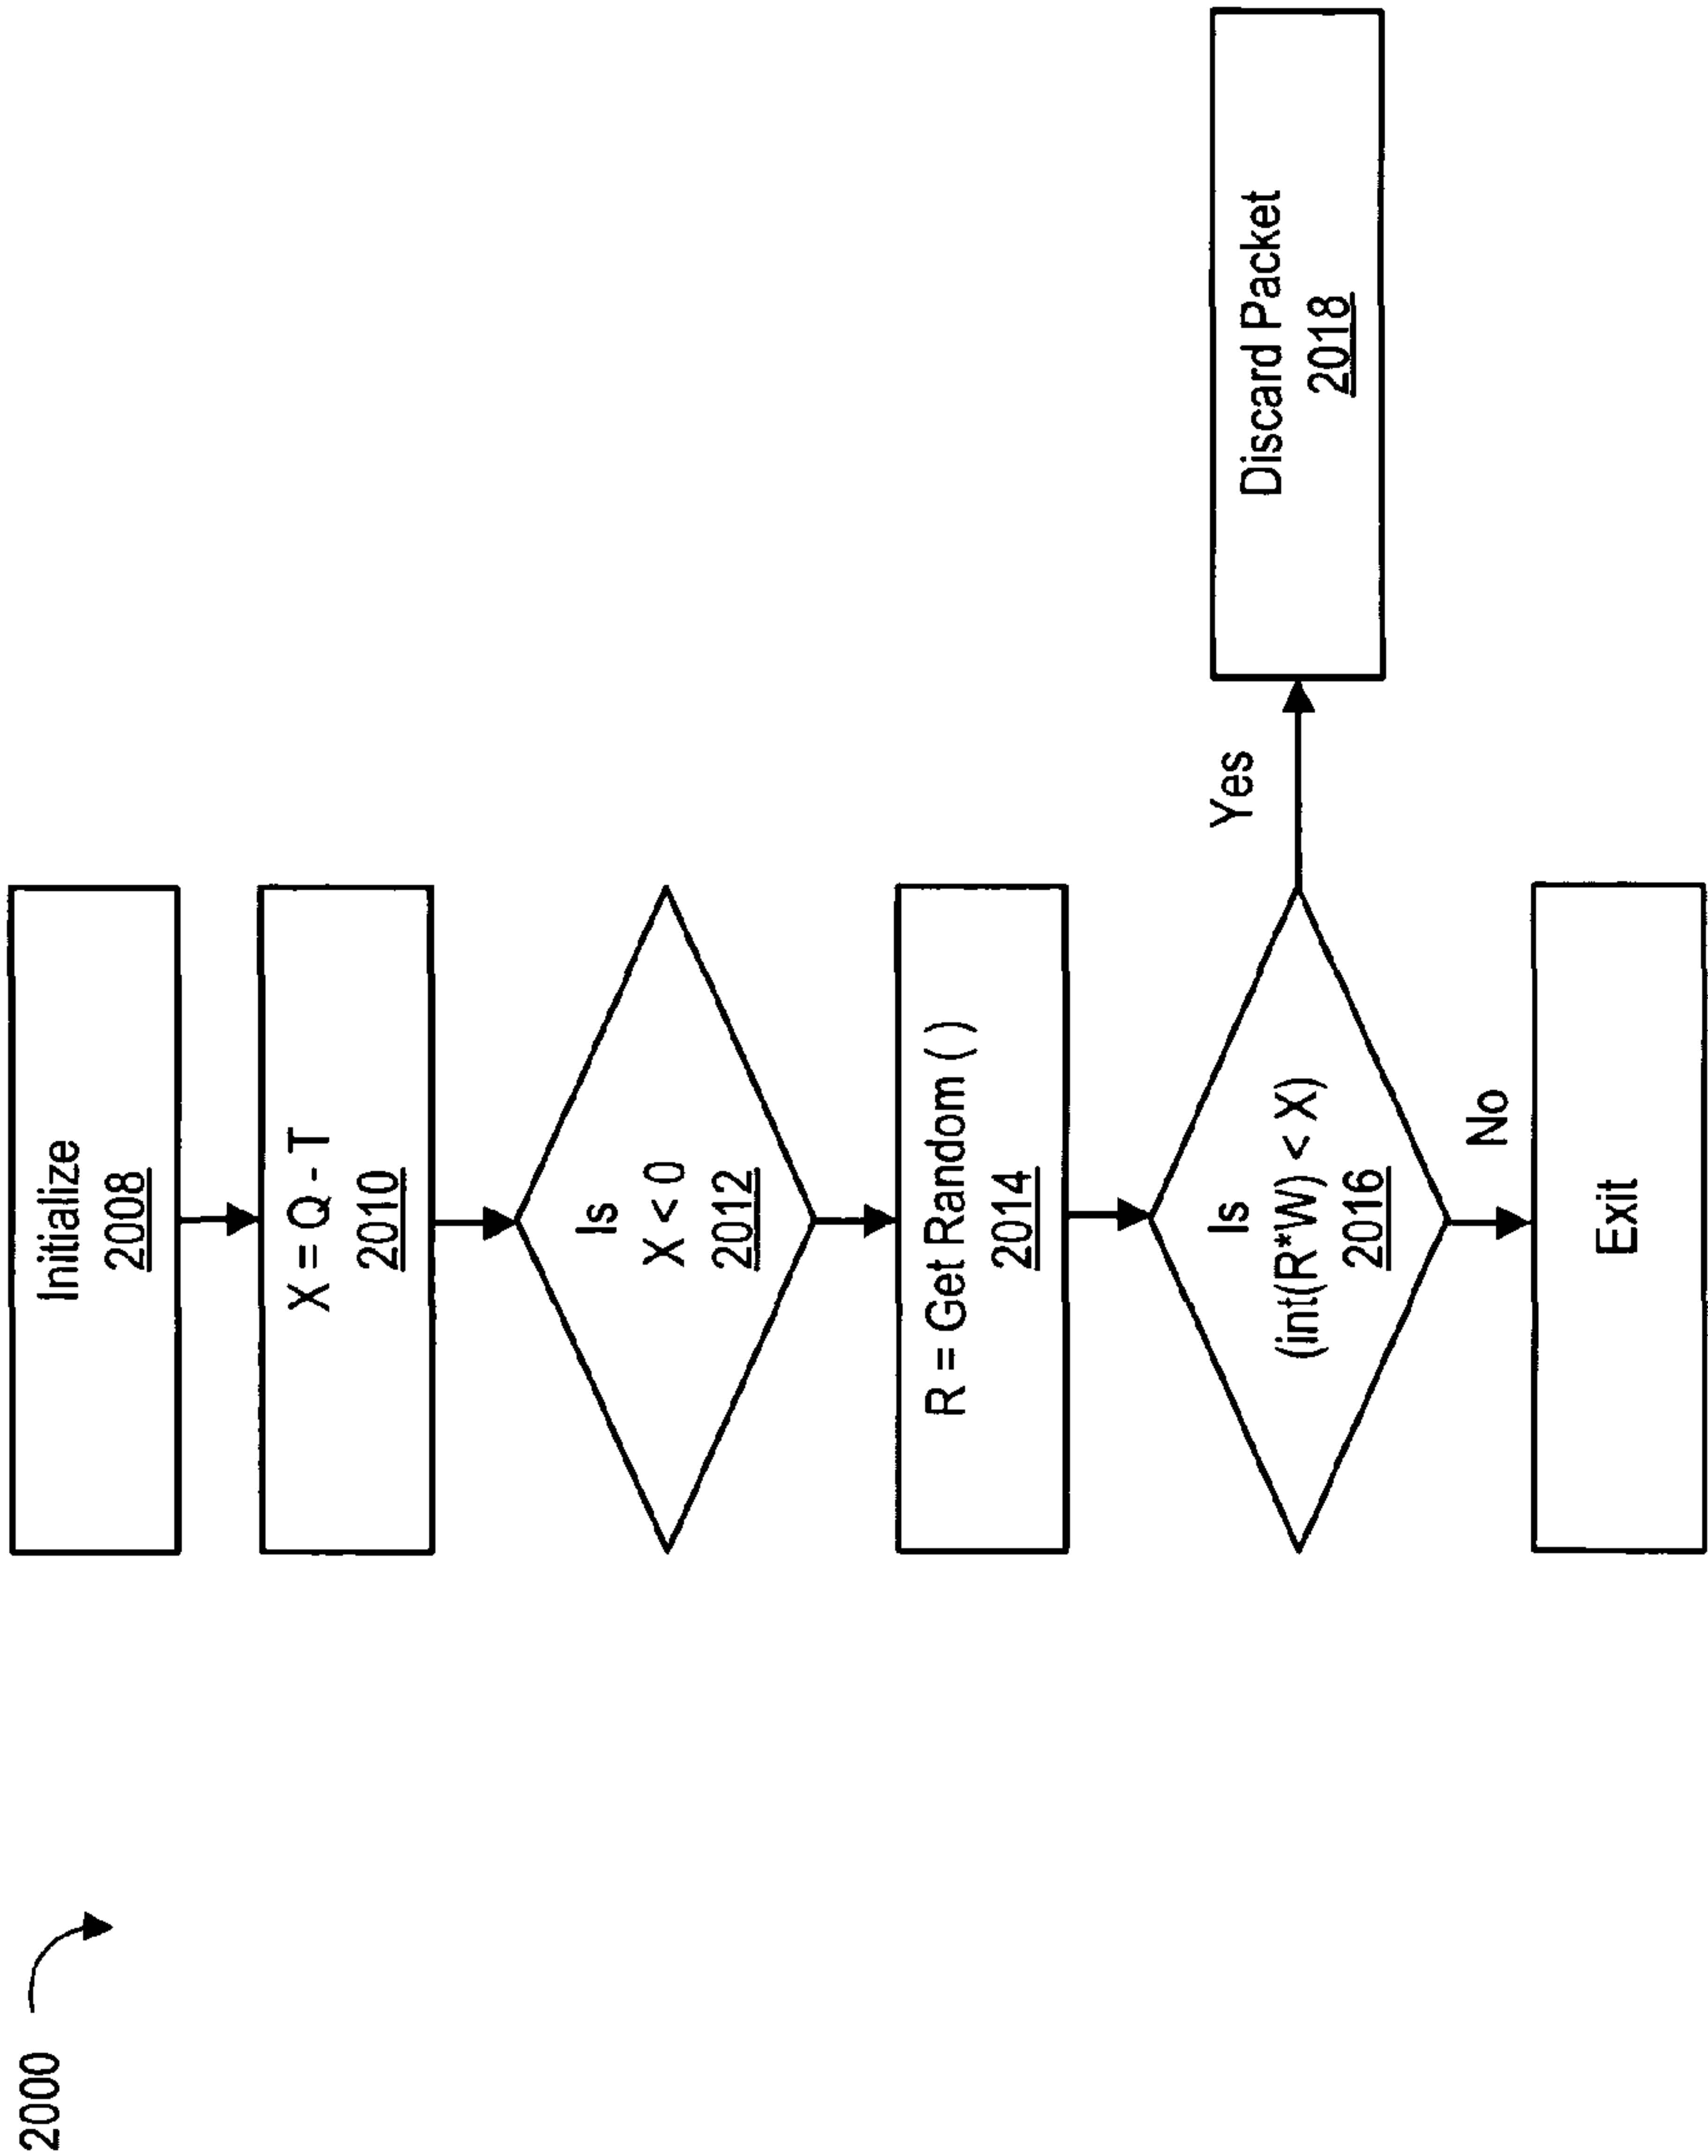 2000
Initialize
2008
X = Q - T
2010
Is
X < 0
2012
R = Get Random ( )
2014
Is
(int(R*W) < X)
2016
Yes
Discard Packet
2018
No
Exit